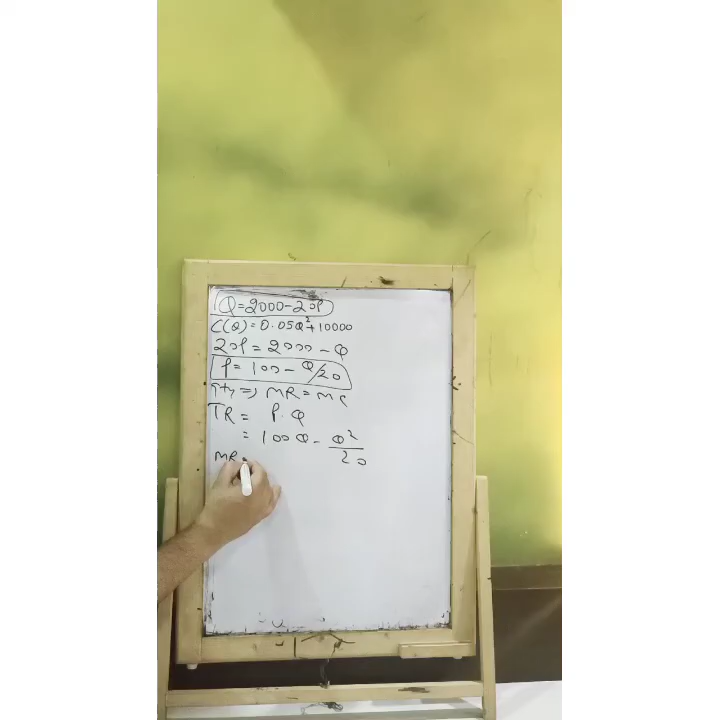 Q=2000-20P
C(Q)=0.05Q²+10000
20P=2000-Q
P=100-Q/20
=) MR=MC
TR= P.Q
= 100Q-Q²/20
MR